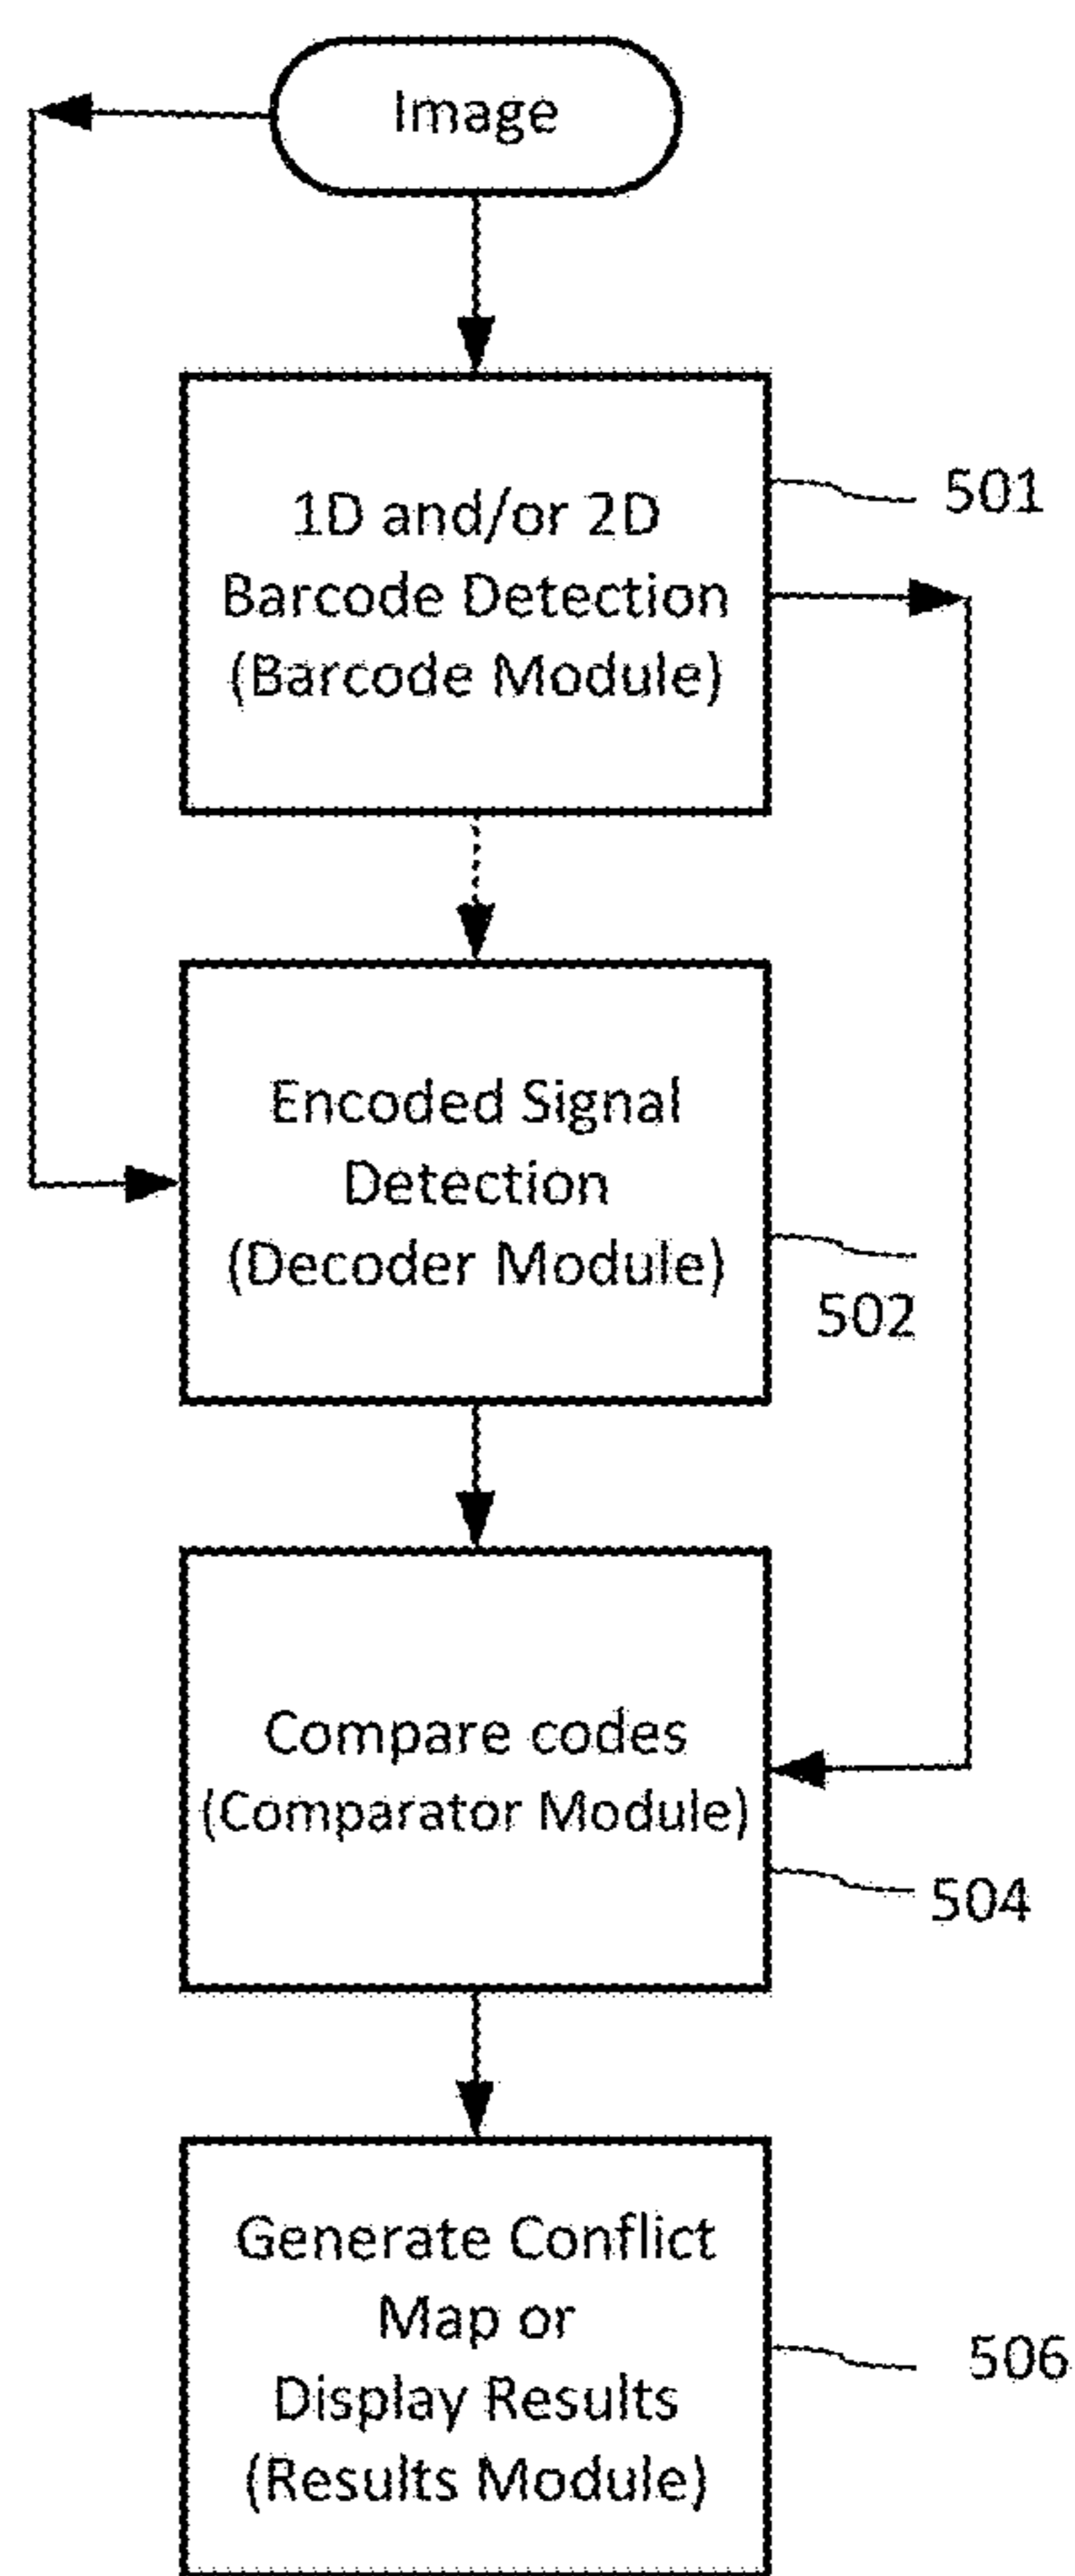 Image
1D and/or 2D
Barcode Detection
(Barcode Module)
501
Encoded Signal
Detection
(Decoder Module)
502
Compare codes
(Comparator Module)
504
Generate Conflict
Map or
Display Results
(Results Module)
506